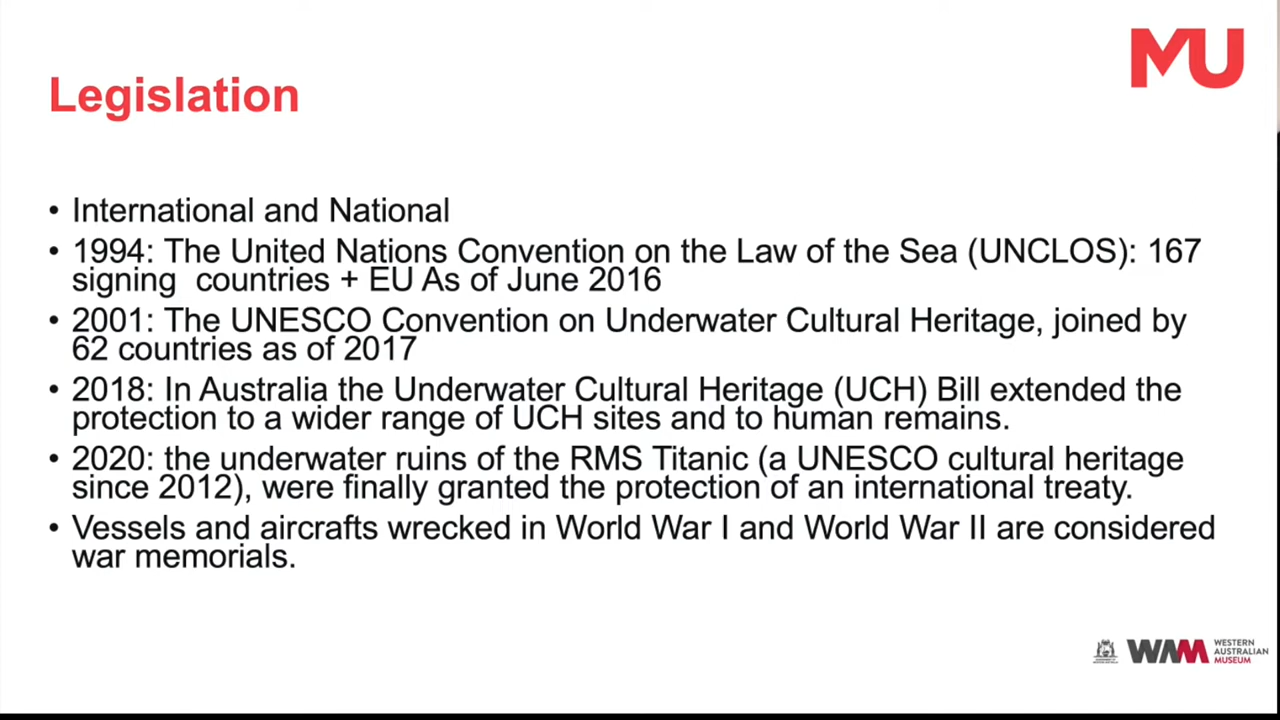 MU
Legislation
• International and National
• 1994: The United Nations Convention on the Law of the Sea (UNCLOS): 167
signing  countries + EU As of June 2016
• 2001: The UNESCO Convention on Underwater Cultural Heritage, joined by
62 countries as of 2017
• 2018: In Australia the Underwater Cultural Heritage (UCH) Bill extended the
protection to a wider range of UCH sites and to human remains.
• 2020: the underwater ruins of the RMS Titanic (a UNESCO cultural heritage
since 2012), were finally granted the protection of an international treaty.
• Vessels and aircrafts wrecked in World War I and World War II are considered
war memorials.
WAM
WESTERN
AUSTRALIAN
MUSEUM